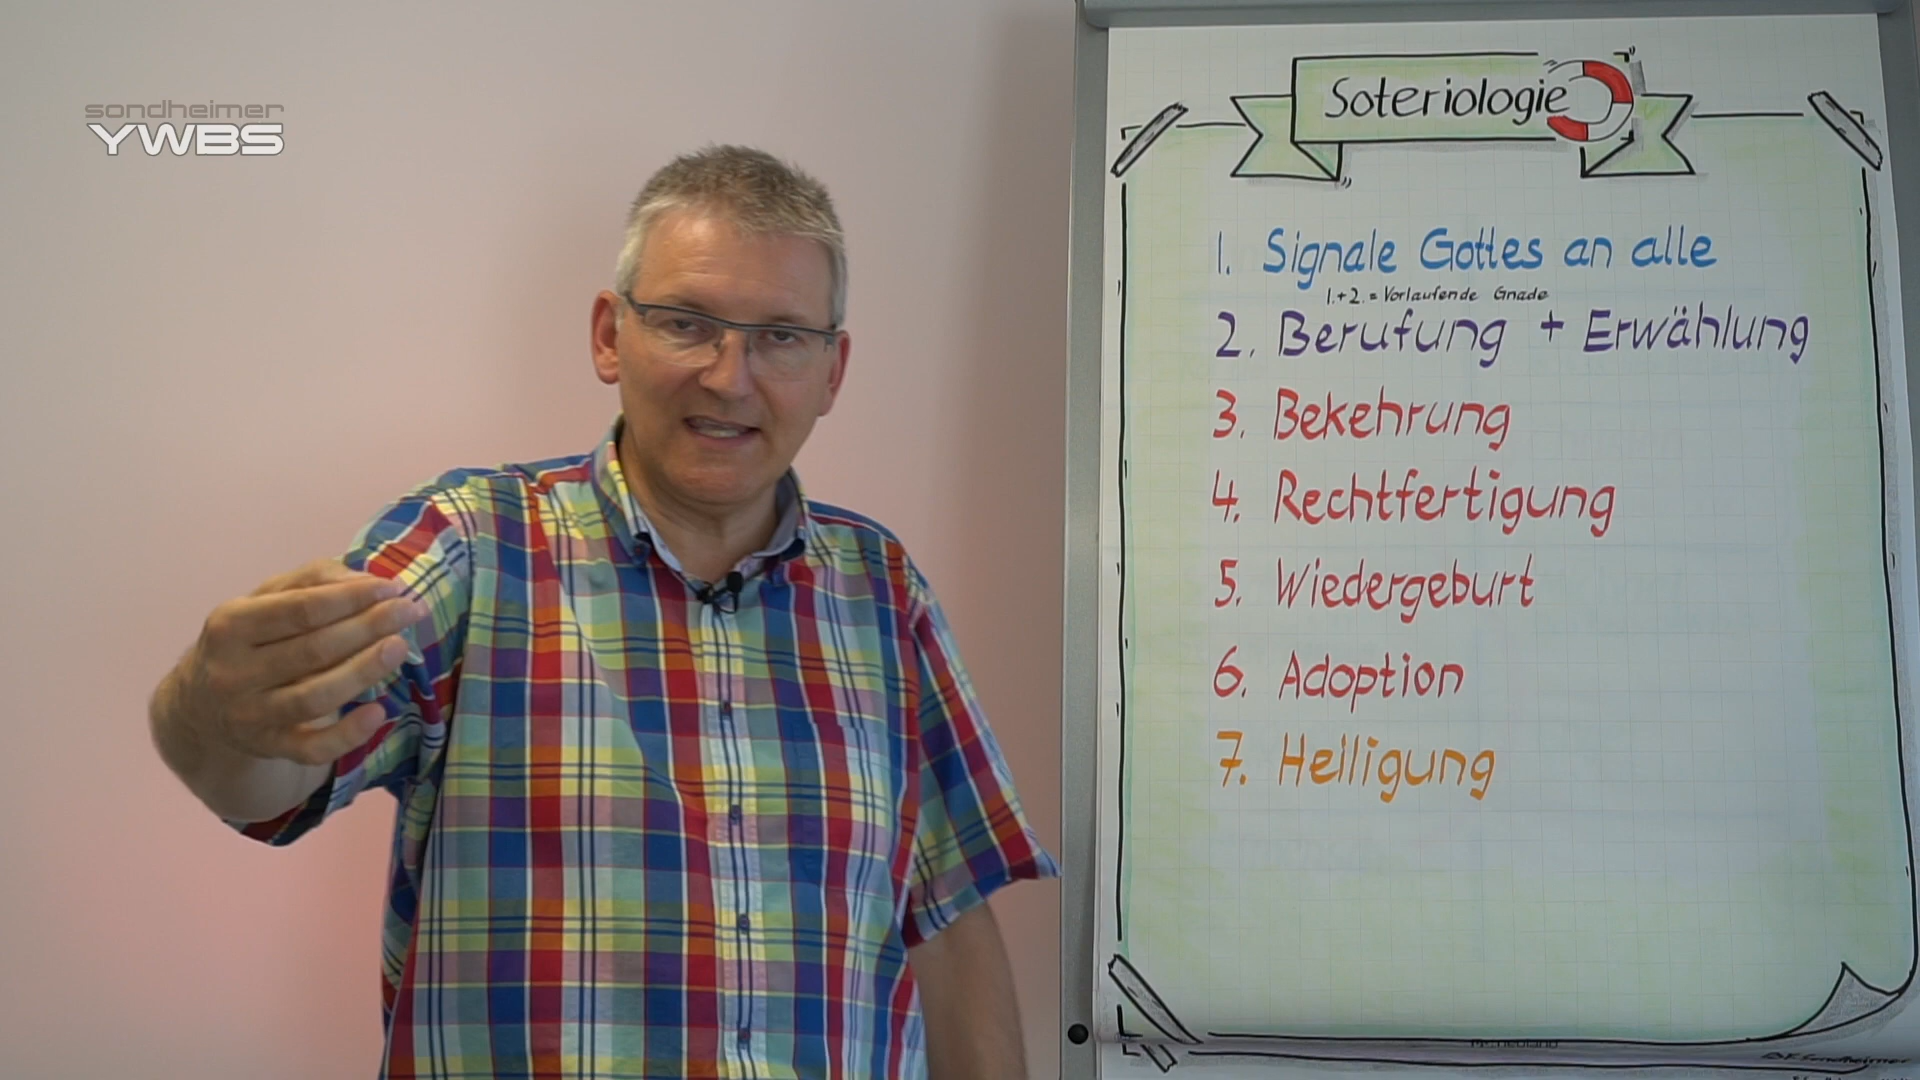 sondheimer
YWBS
Soteriologie
1. Signale Gottes an alle
1.+2. = Vorlaufende Gnade
2. Berufung + Erwählung
3. Bekehrung
4. Rechtfertigung
5. Wiedergeburt
6. Adoption
7. Heiligung